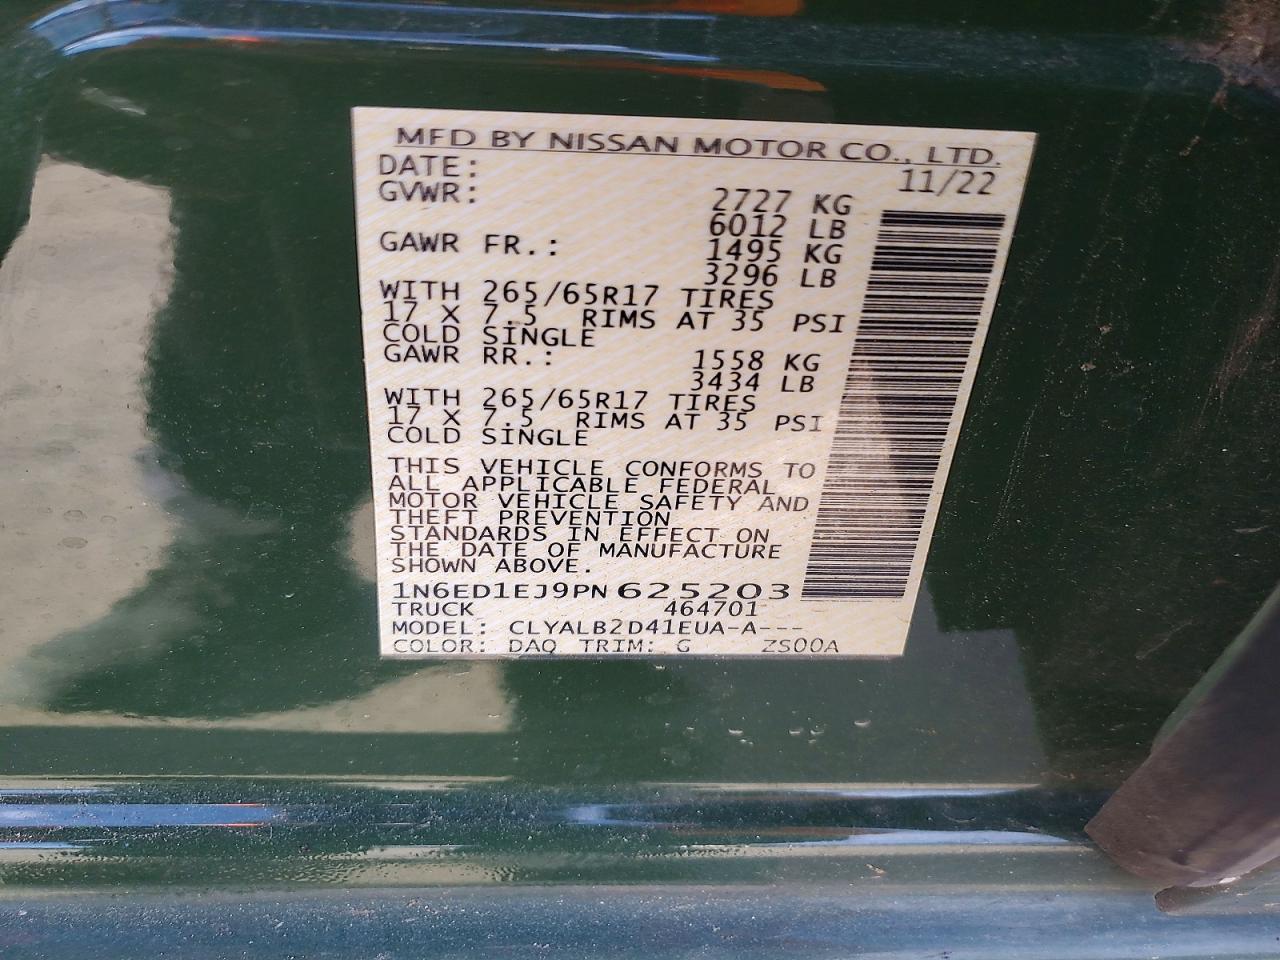 MFD BY NISSAN MOTOR CO., LTD.
DATE: 11/22
GVWR: 2727 KG
6012 LB
GAWR FR.: 1495 KG
3296 LB
WITH 265/65R17 TIRES
17 X 7.5 RIMS AT 35 PSI
COLD SINGLE
GAWR RR.: 1558 KG
3434 LB
WITH 265/65R17 TIRES
17 X 7.5 RIMS AT 35 PSI
COLD SINGLE
THIS VEHICLE CONFORMS TO
ALL APPLICABLE FEDERAL
MOTOR VEHICLE SAFETY AND
THEFT PREVENTION
STANDARDS IN EFFECT ON
THE DATE OF MANUFACTURE
SHOWN ABOVE.
1N6ED1EJ9PN625203
TRUCK 464701
MODEL: CLYALB2D41EUA-A---
COLOR: DAQ TRIM: G ZS00A